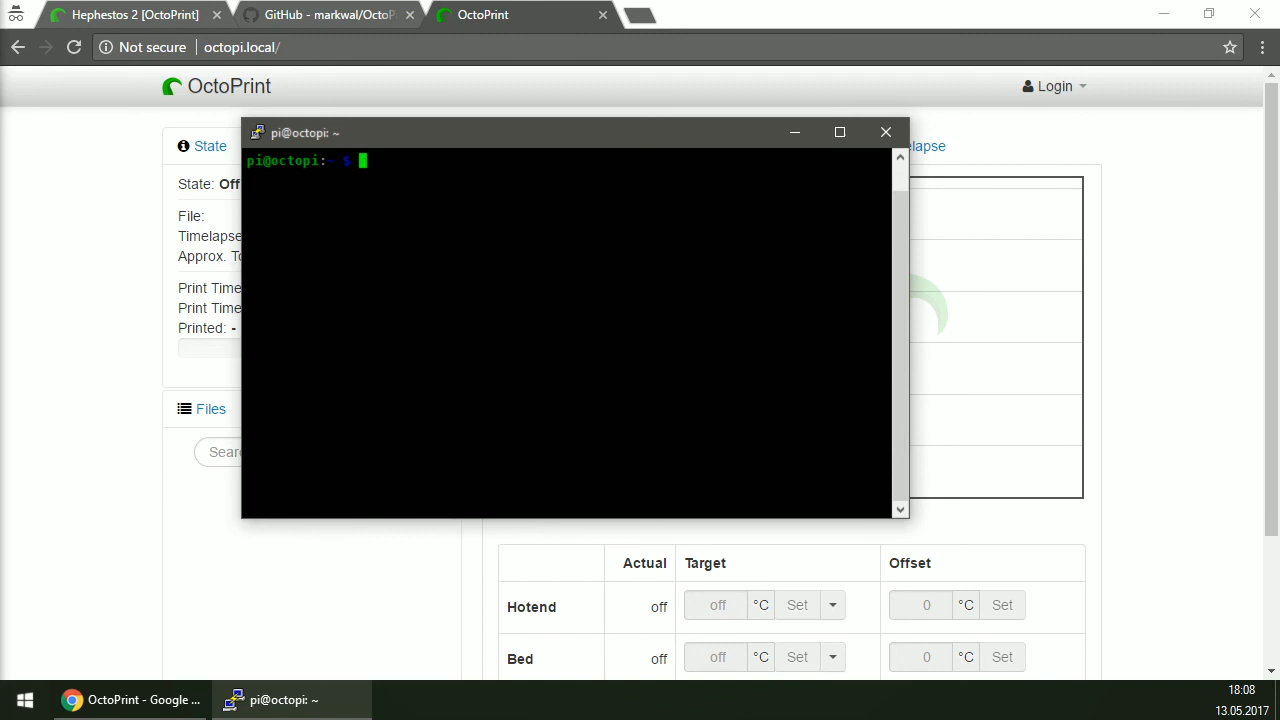 Hephestos 2 [OctoPrint]
GitHub - markwal/OctoP
OctoPrint
Not secure
octopi.local/
OctoPrint
Login
pi@octopi: ~
State
elapse
pi@octopi:~ $
State: Off
File:
Timelapse
Approx. To
Print Time
Print Time
Printed: -
Files
Sear
Actual Target Offset
Hotend off off °C Set 0 °C Set
Bed off off °C Set 0 °C Set
OctoPrint - Google ...
pi@octopi: ~
18:08
13.05.2017